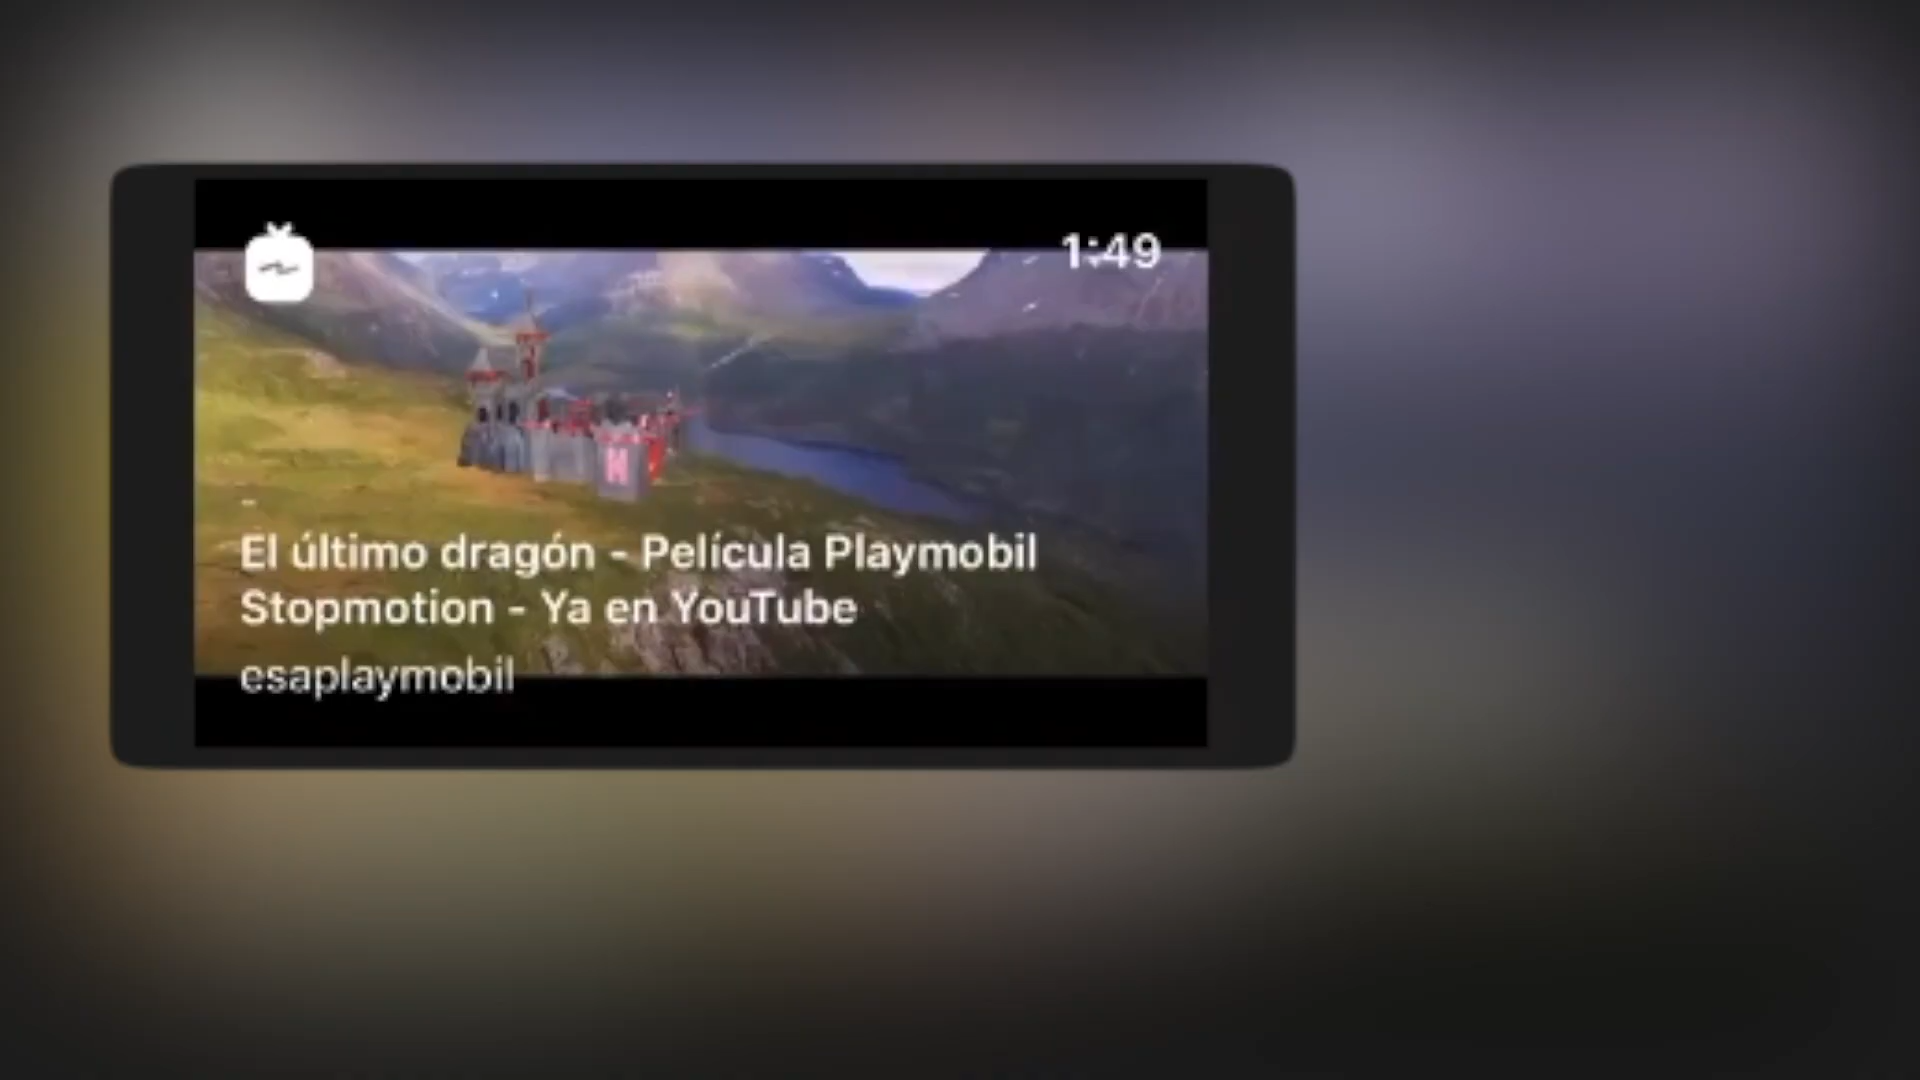 1:49
El último dragón - Película Playmobil
Stopmotion - Ya en YouTube
esaplaymobil